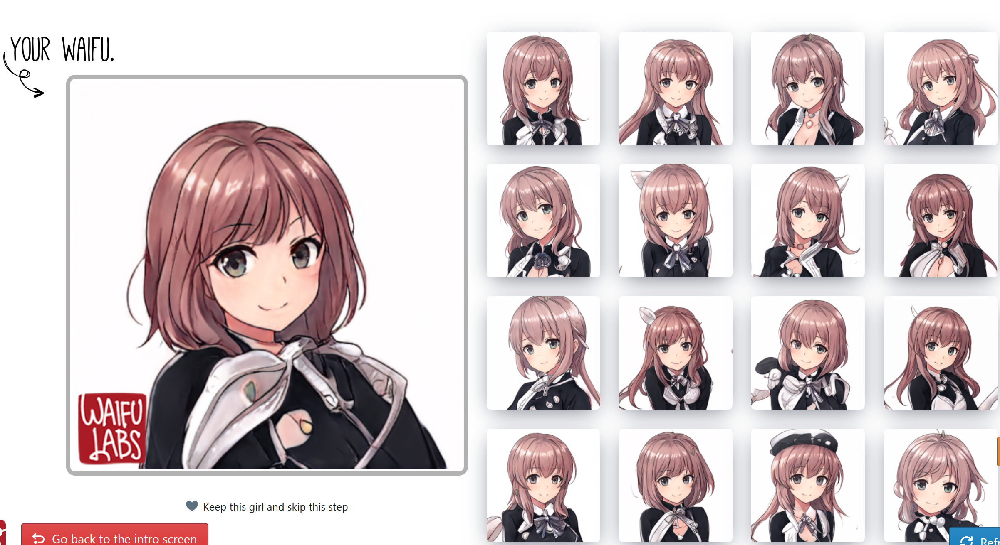 YOUR WAIFU.
WAIFU
LABS
Keep this girl and skip this step
Go back to the intro screen